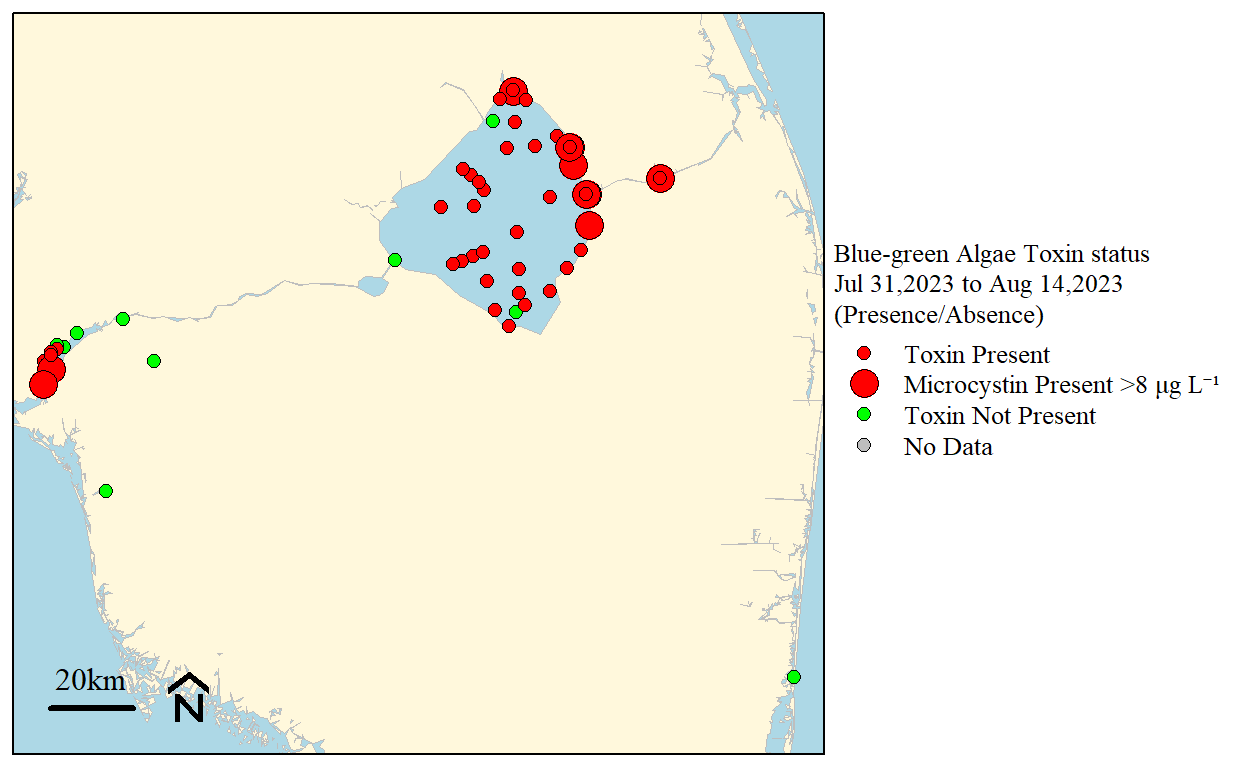 Blue-green Algae Toxin status
Jul 31,2023 to Aug 14,2023
(Presence/Absence)
Toxin Present
Microcystin Present >8 μg L⁻¹
Toxin Not Present
No Data
20km
N